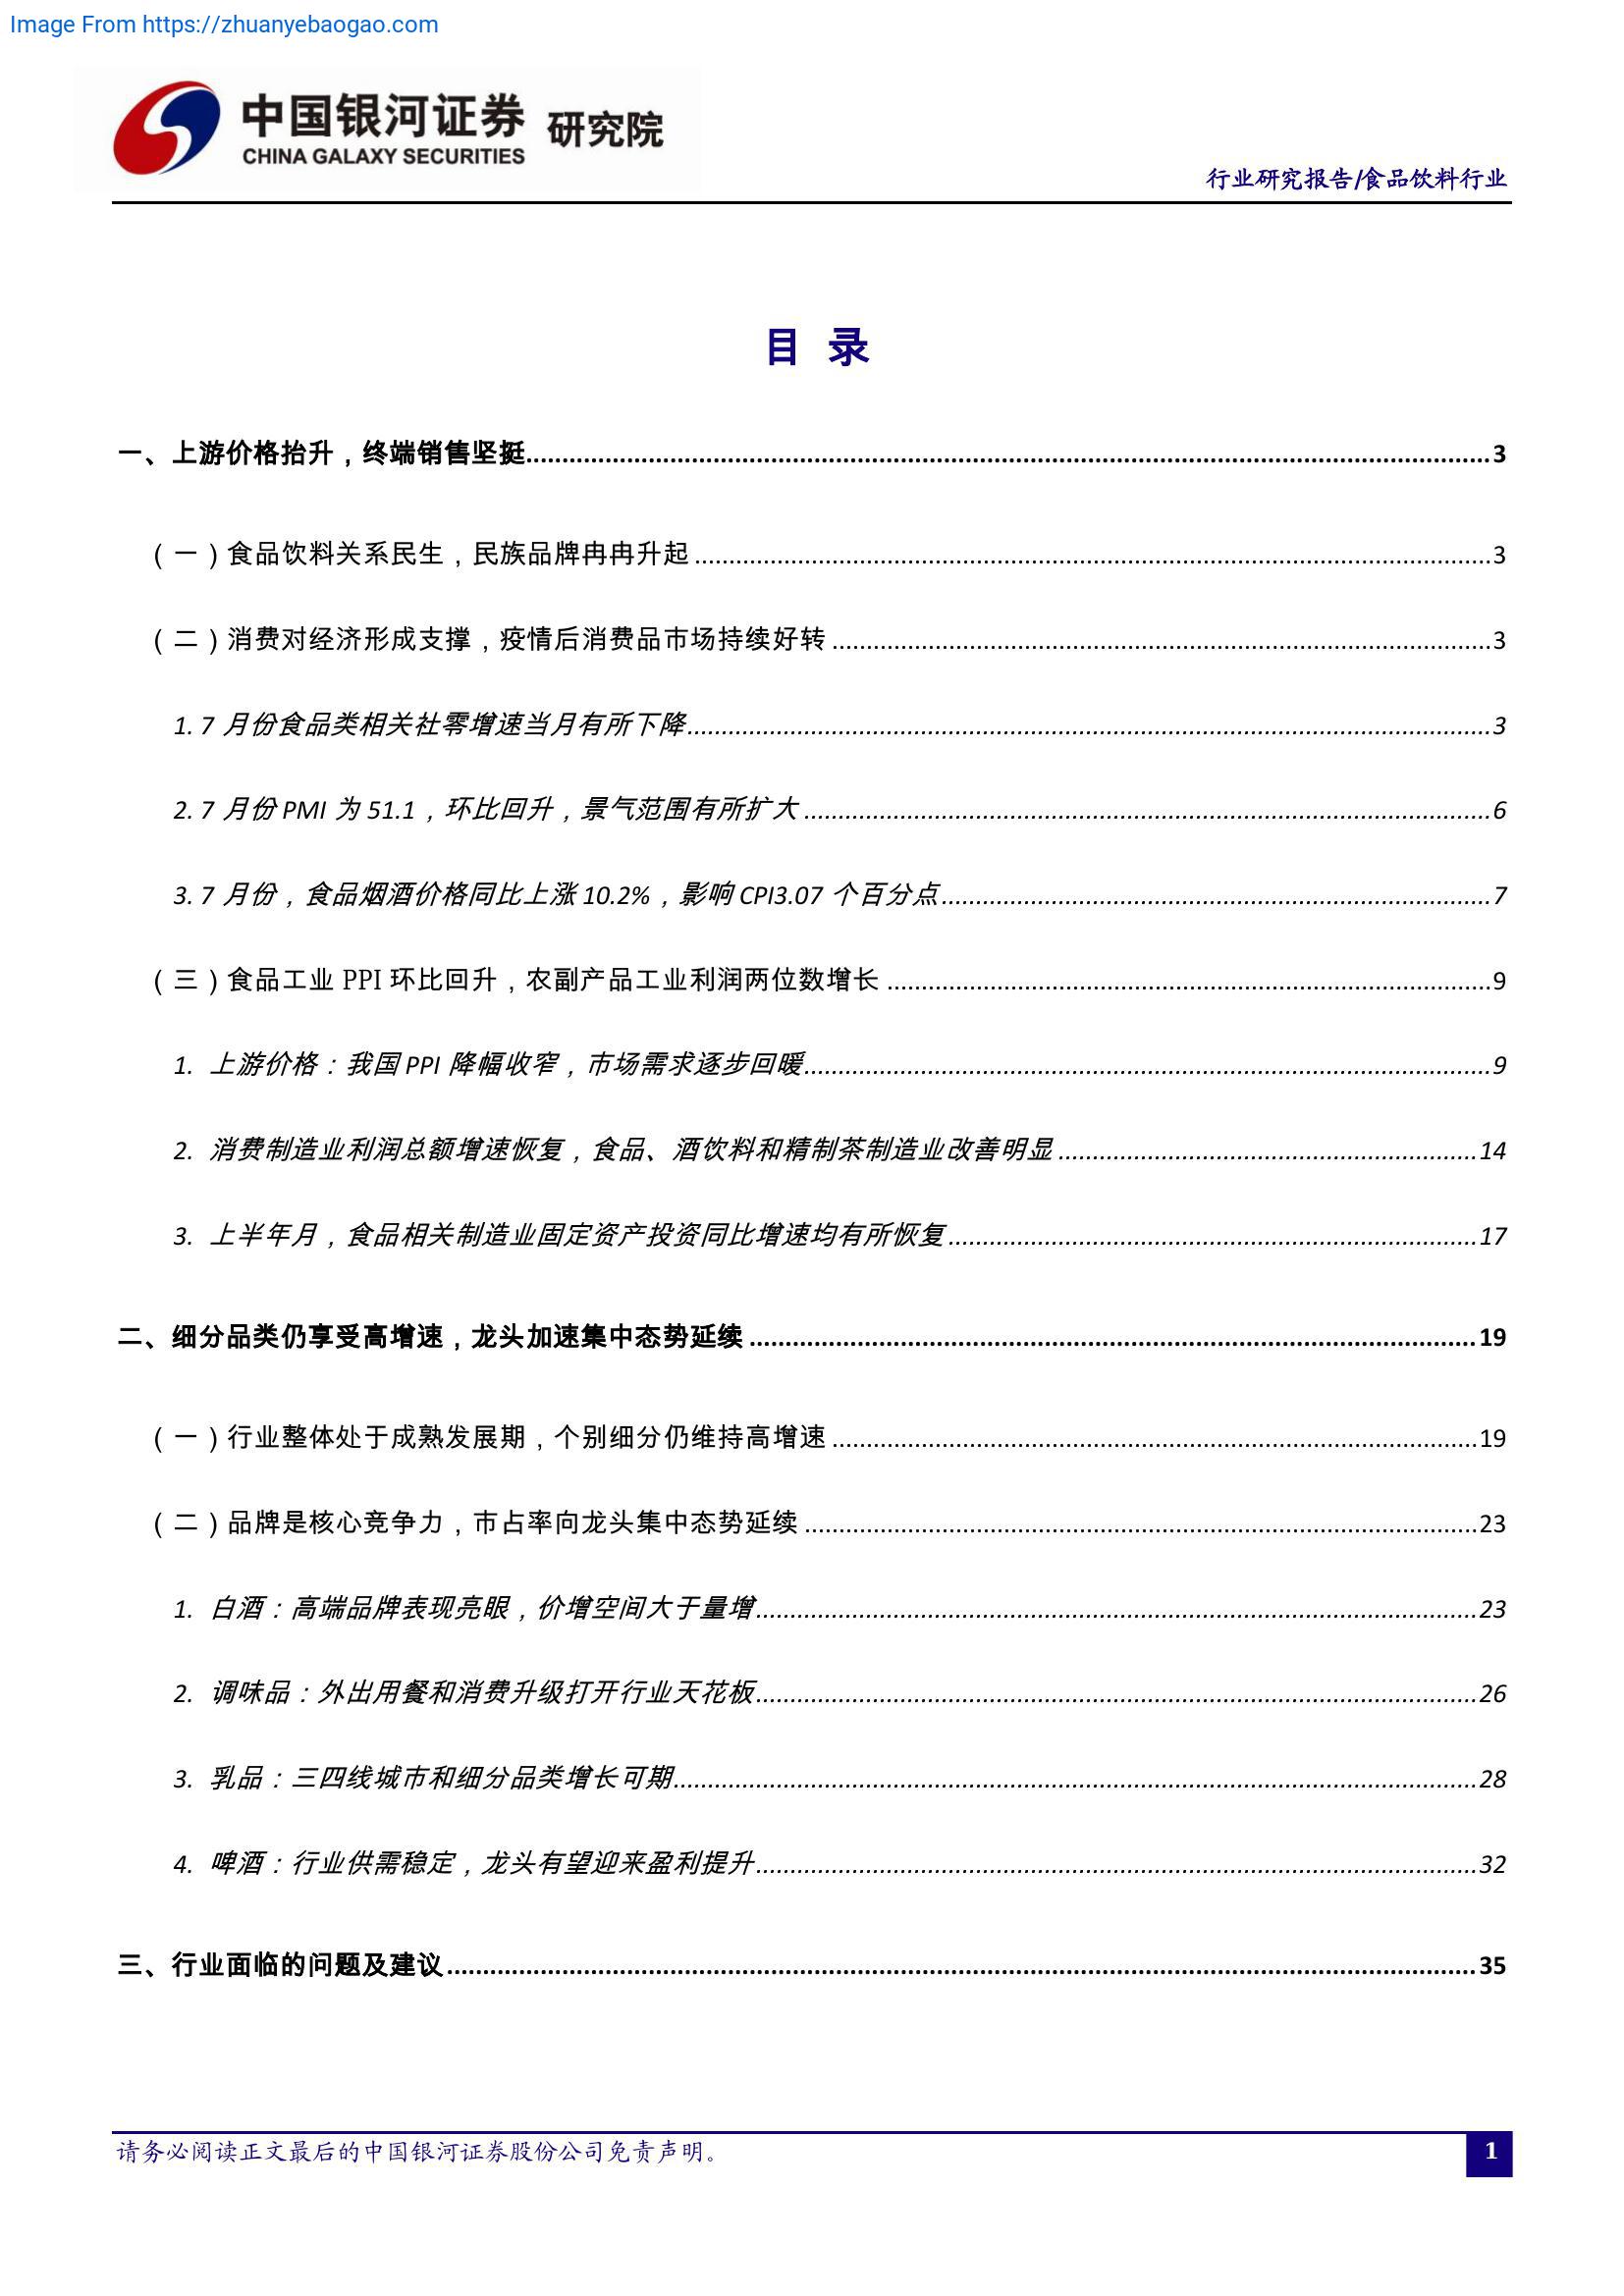 Image From https://zhuanyebaogao.com
中国银河证券 研究院
CHINA GALAXY SECURITIES
行业研究报告/食品饮料行业
目 录
一、上游价格抬升，终端销售坚挺 3
（一）食品饮料关系民生，民族品牌冉冉升起 3
（二）消费对经济形成支撑，疫情后消费品市场持续好转 3
1. 7 月份食品类相关社零增速当月有所下降 3
2. 7 月份 PMI 为 51.1，环比回升，景气范围有所扩大 6
3. 7 月份，食品烟酒价格同比上涨 10.2%，影响 CPI3.07 个百分点 7
（三）食品工业 PPI 环比回升，农副产品工业利润两位数增长 9
1. 上游价格：我国 PPI 降幅收窄，市场需求逐步回暖 9
2. 消费制造业利润总额增速恢复，食品、酒饮料和精制茶制造业改善明显 14
3. 上半年月，食品相关制造业固定资产投资同比增速均有所恢复 17
二、细分品类仍享受高增速，龙头加速集中态势延续 19
（一）行业整体处于成熟发展期，个别细分仍维持高增速 19
（二）品牌是核心竞争力，市占率向龙头集中态势延续 23
1. 白酒：高端品牌表现亮眼，价增空间大于量增 23
2. 调味品：外出用餐和消费升级打开行业天花板 26
3. 乳品：三四线城市和细分品类增长可期 28
4. 啤酒：行业供需稳定，龙头有望迎来盈利提升 32
三、行业面临的问题及建议 35
请务必阅读正文最后的中国银河证券股份公司免责声明。
1